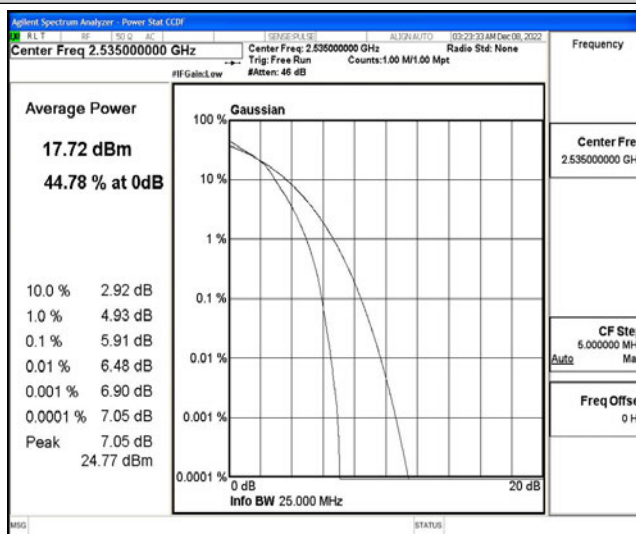 Agilent Spectrum Analyzer - Power Stat CCDF
RLT RF 50 Ω AC SENSE:PULSE ALIGN AUTO 03:23:33 AM Dec 08, 2022
Center Freq 2.535000000 GHz
Center Freq: 2.535000000 GHz Radio Std: None
Trig: Free Run Counts:1.00 M/1.00 Mpt
#IFGain:Low #Atten: 46 dB
Frequency
Average Power
17.72 dBm
44.78 % at 0dB
10.0 % 2.92 dB
1.0 % 4.93 dB
0.1 % 5.91 dB
0.01 % 6.48 dB
0.001 % 6.90 dB
0.0001 % 7.05 dB
Peak 7.05 dB
24.77 dBm
Gaussian
100 %
10 %
1 %
0.1 %
0.01 %
0.001 %
0.0001 %
0 dB 20 dB
Info BW 25.000 MHz
Center Fre
2.535000000 GH
CF Ste
5.000000 MH
Auto Ma
Freq Offse
0 H
MSG STATUS